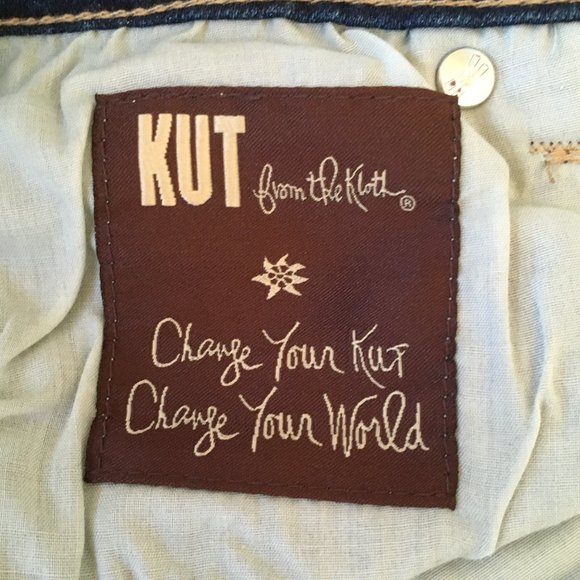 KUT from the Kloth®
Change Your Kut
Change Your World